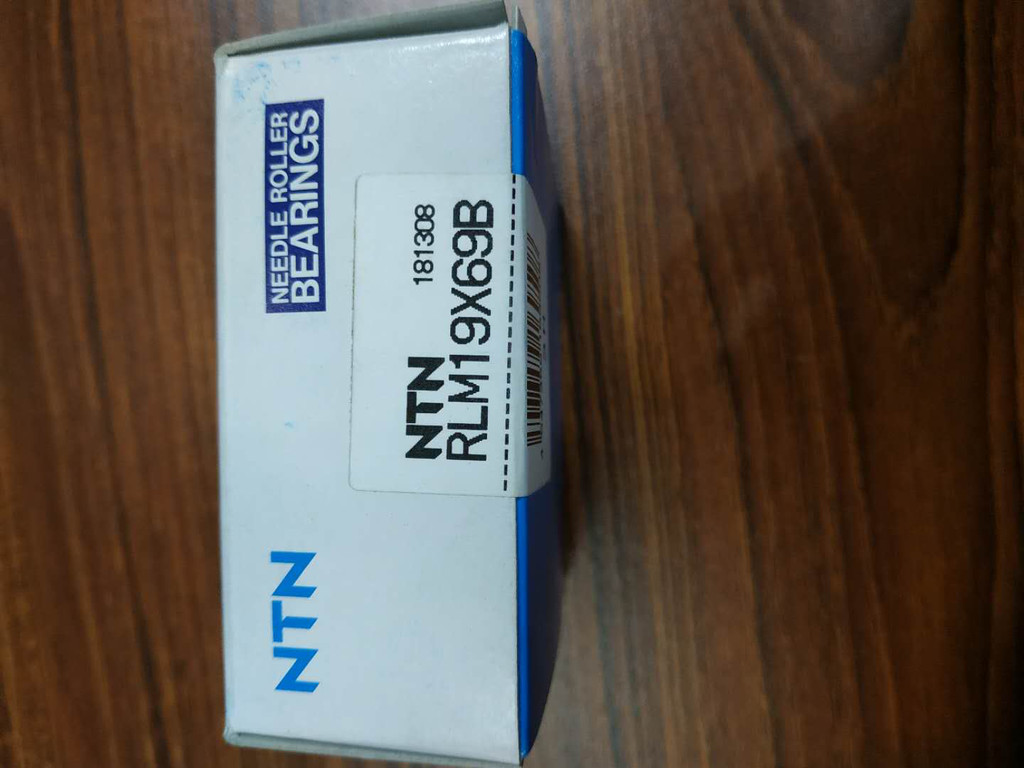 NTN
NEEDLE ROLLER
BEARINGS
181308
NTN
RLM19X69B